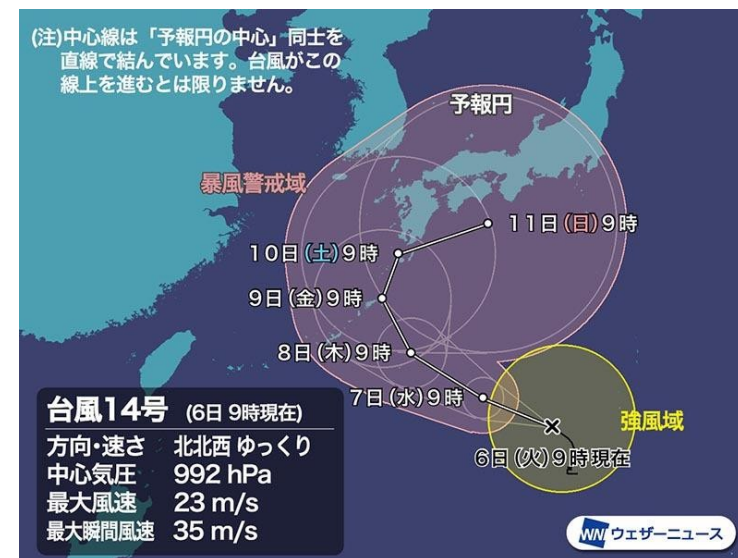 (注)中心線は「予報円の中心」同士を
直線で結んでいます。台風がこの
線上を進むとは限りません。
予報円
暴風警戒域
11日(日)9時
10日(土)9時
9日(金)9時
8日(木)9時
7日(水)9時
強風域
6日(火)9時現在
台風14号 (6日 9時現在)
方向・速さ 北北西 ゆっくり
中心気圧 992 hPa
最大風速 23 m/s
最大瞬間風速 35 m/s
WNI ウェザーニュース